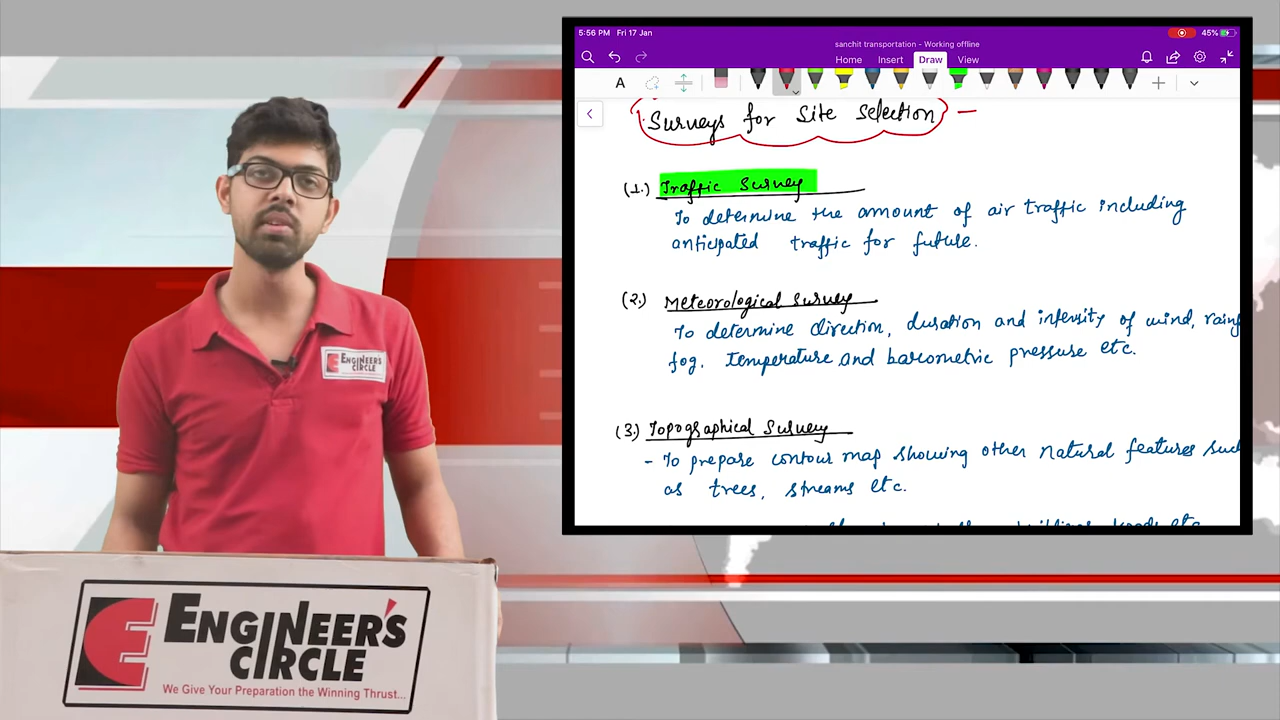 5:56 PM Fri 17 Jan
45%
sanchit transportation - Working offline
Home Insert Draw View
A
Surveys for Site Selection -
(1.) Traffic Survey
To determine the amount of air traffic including
anticipated traffic for future.
(2.) Meteorological Survey
To determine direction, duration and intensity of wind, rain,
fog, temperature and barometric pressure etc.
(3.) Topographical Survey
- To prepare contour map showing other natural features such
as trees, streams etc.
ENGINEER'S
CIRCLE
ENGINEER'S
CIRCLE
We Give Your Preparation the Winning Thrust...